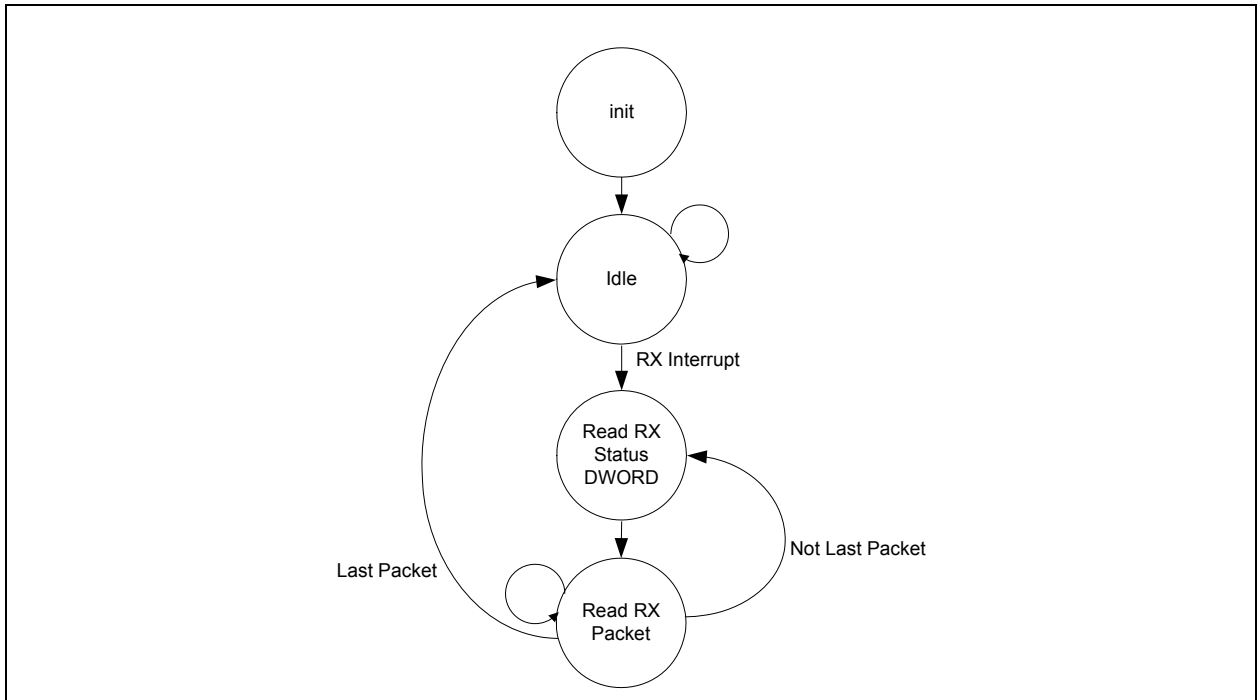 init
Idle
RX Interrupt
Read RX
Status
DWORD
Not Last Packet
Last Packet
Read RX
Packet